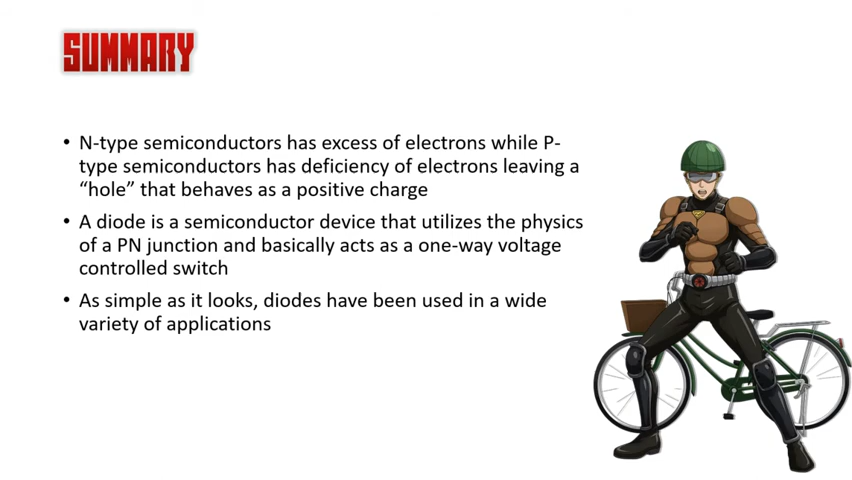 SUMMARY
• N-type semiconductors has excess of electrons while P-
type semiconductors has deficiency of electrons leaving a
“hole” that behaves as a positive charge
• A diode is a semiconductor device that utilizes the physics
of a PN junction and basically acts as a one-way voltage
controlled switch
• As simple as it looks, diodes have been used in a wide
variety of applications